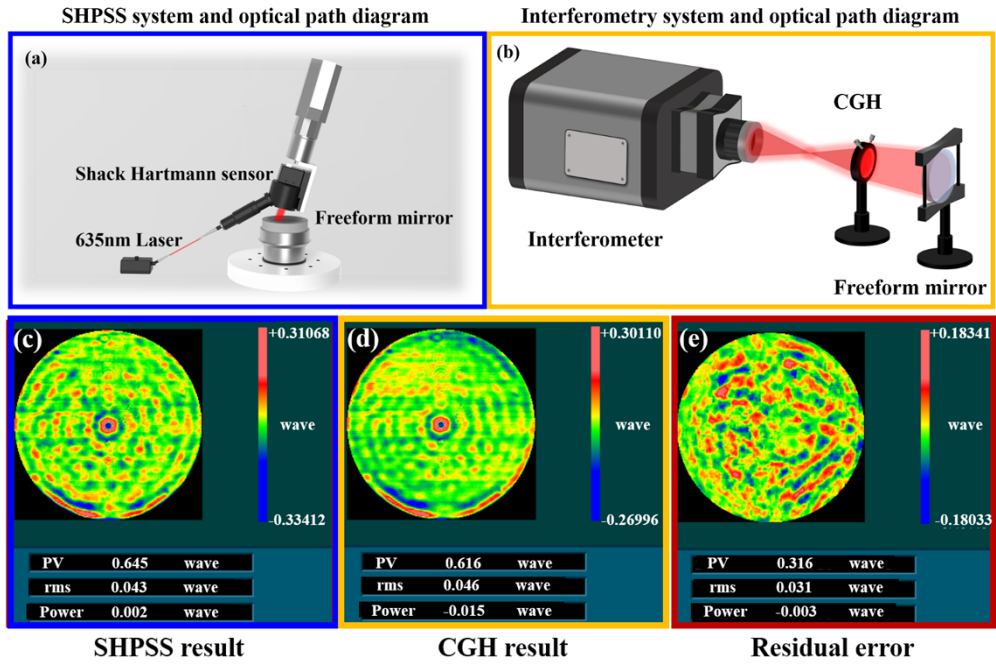 SHPSS system and optical path diagram
Interferometry system and optical path diagram
(a)
Shack Hartmann sensor
Freeform mirror
635nm Laser
(b)
CGH
Interferometer
Freeform mirror
(c)
+0.31068
wave
-0.33412
PV 0.645 wave
rms 0.043 wave
Power 0.002 wave
(d)
+0.30110
wave
-0.26996
PV 0.616 wave
rms 0.046 wave
Power -0.015 wave
(e)
+0.18341
wave
-0.18033
PV 0.316 wave
rms 0.031 wave
Power -0.003 wave
SHPSS result
CGH result
Residual error